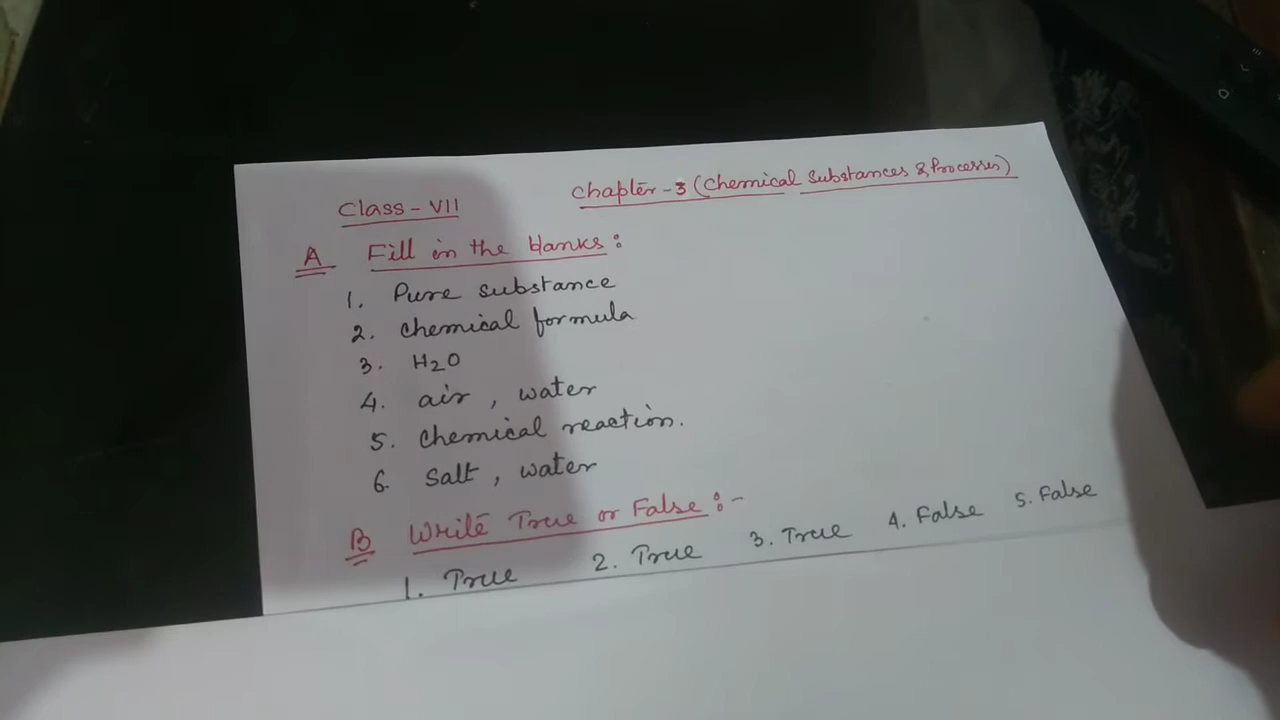 Class - VII
Chapter - 3 (Chemical Substances & Processes)
A Fill in the blanks :
1. Pure substance
2. Chemical formula
3. H2O
4. air , water
5. Chemical reaction.
6. Salt , water
B Write True or False :-
1. True 2. True 3. True 4. False 5. False